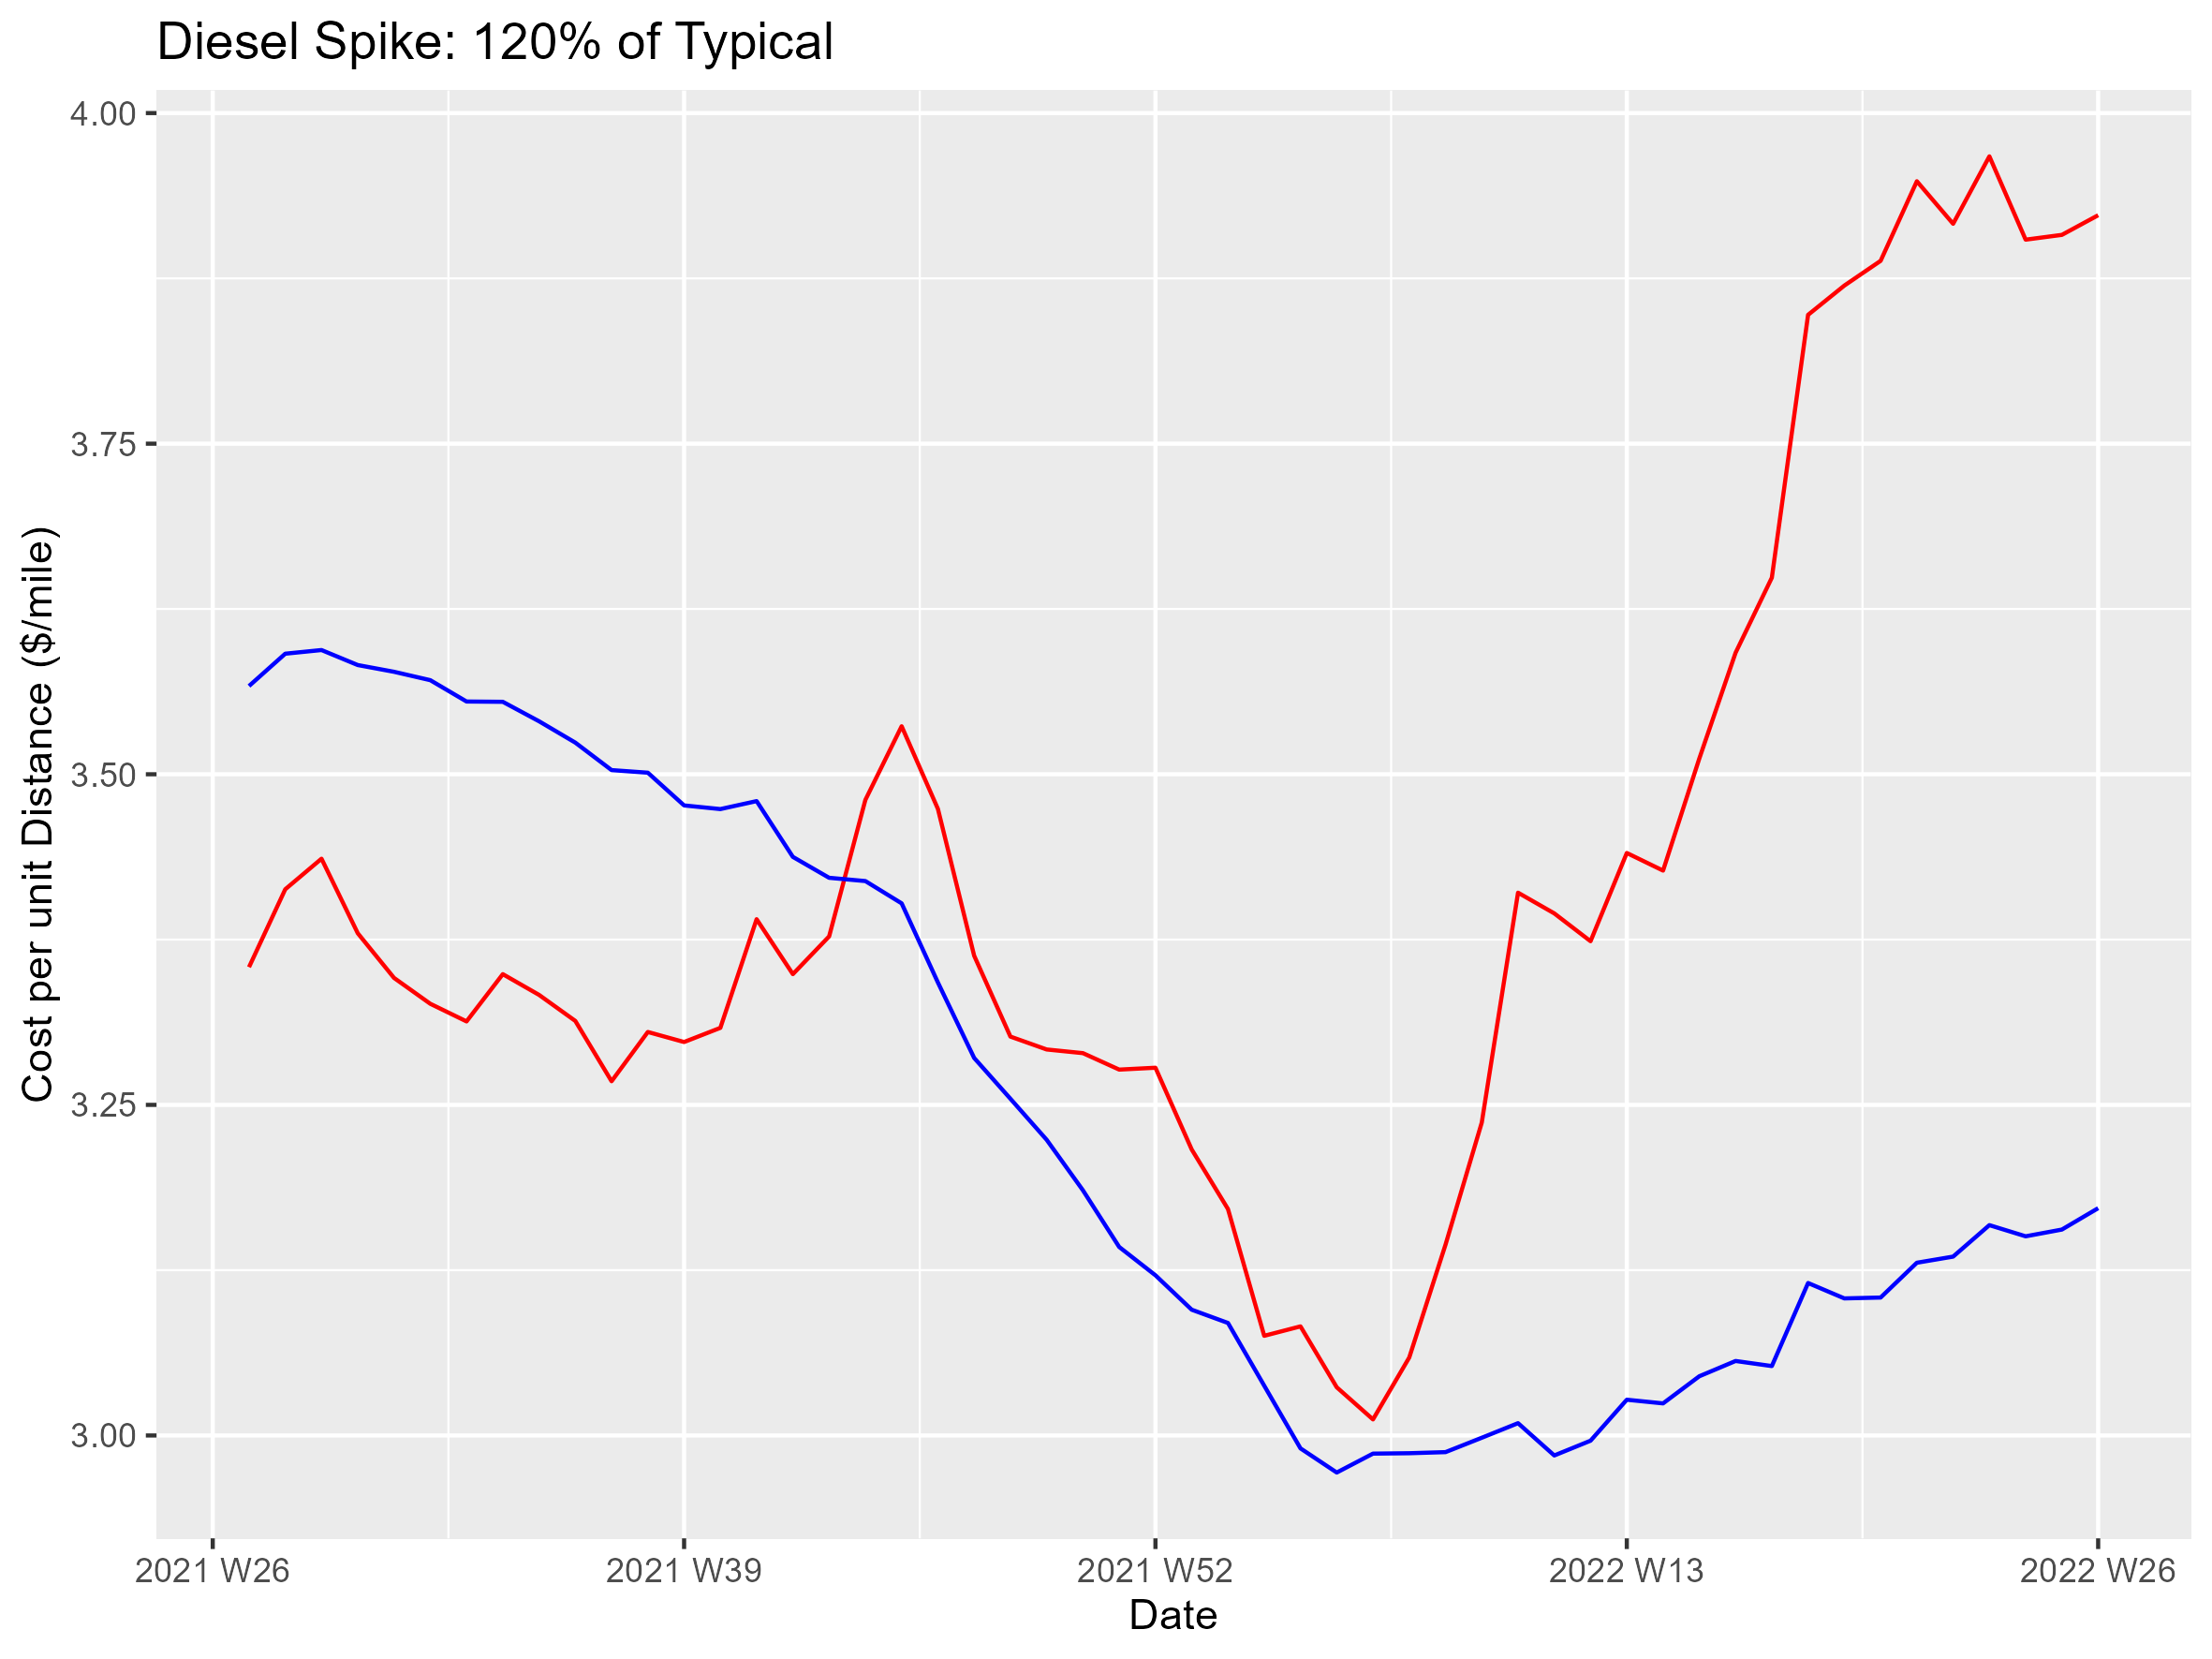 Diesel Spike: 120% of Typical
Cost per unit Distance ($/mile)
4.00
3.75
3.50
3.25
3.00
2021 W26
2021 W39
2021 W52
2022 W13
2022 W26
Date